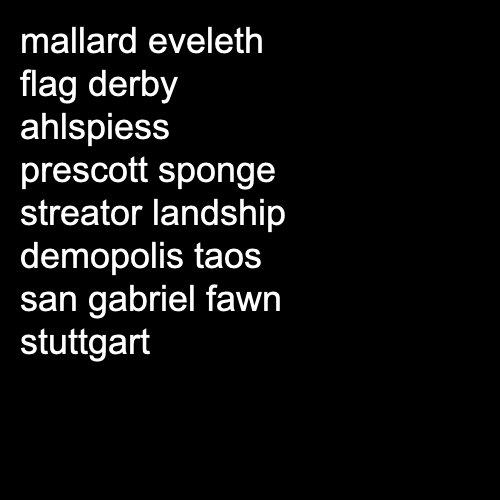 mallard eveleth
flag derby
ahlspiess
prescott sponge
streator landship
demopolis taos
san gabriel fawn
stuttgart